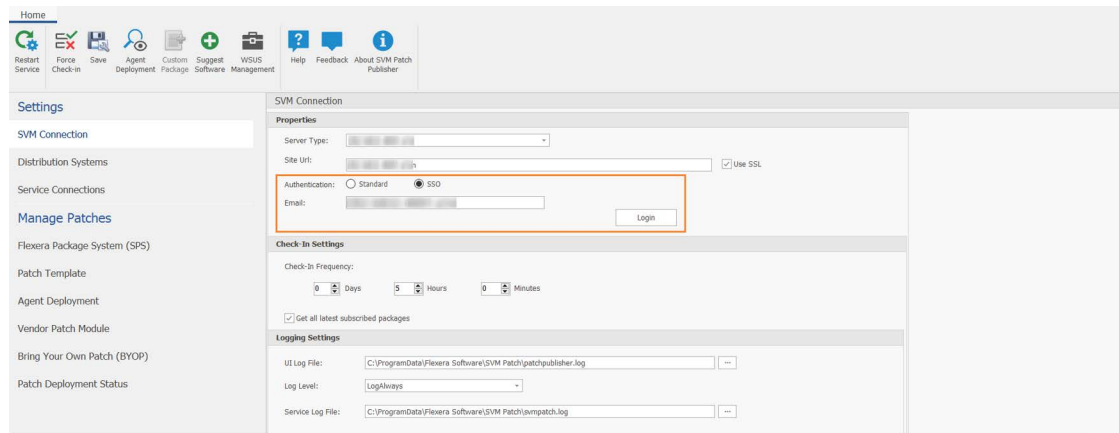 Home
Restart Service
Force Check-in
Save
Agent Deployment
Custom Package
Suggest Software
WSUS Management
Help
Feedback
About SVM Patch Publisher
Settings
SVM Connection
Distribution Systems
Service Connections
Manage Patches
Flexera Package System (SPS)
Patch Template
Agent Deployment
Vendor Patch Module
Bring Your Own Patch (BYOP)
Patch Deployment Status
SVM Connection
Properties
Server Type:
Site Url:
Use SSL
Authentication: Standard SSO
Email:
Login
Check-In Settings
Check-In Frequency:
0 Days 5 Hours 0 Minutes
Get all latest subscribed packages
Logging Settings
UI Log File: C:\ProgramData\Flexera Software\SVM Patch\patchpublisher.log ...
Log Level: LogAlways
Service Log File: C:\ProgramData\Flexera Software\SVM Patch\svmpatch.log ...